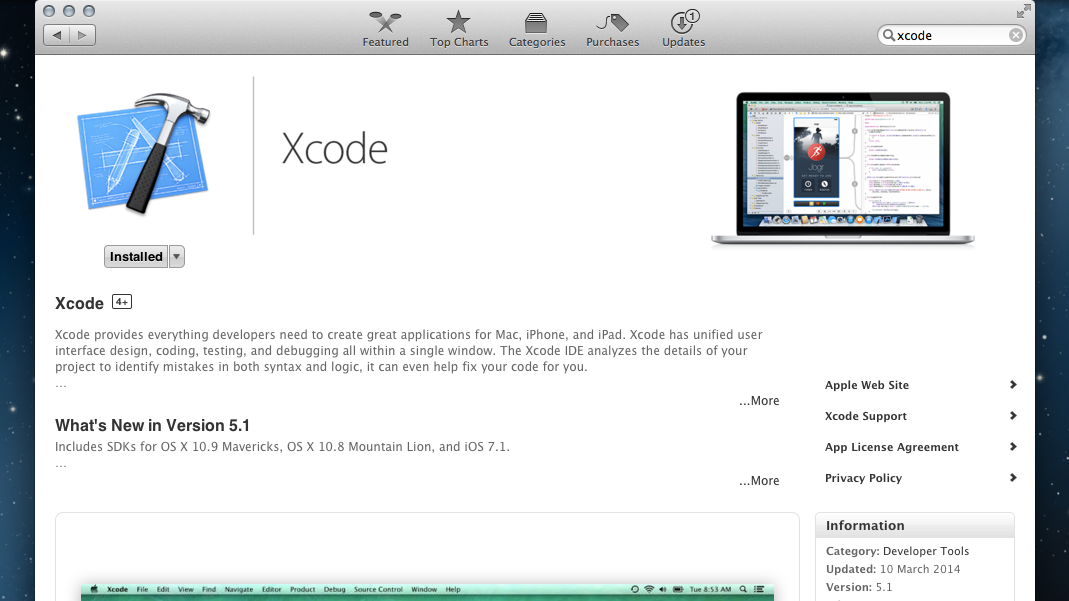 1
Featured
Top Charts
Categories
Purchases
Updates
xcode
Xcode
Jogr
Installed
Xcode 4+
Xcode provides everything developers need to create great applications for Mac, iPhone, and iPad. Xcode has unified user
interface design, coding, testing, and debugging all within a single window. The Xcode IDE analyzes the details of your
project to identify mistakes in both syntax and logic, it can even help fix your code for you.
...
...More
What's New in Version 5.1
Includes SDKs for OS X 10.9 Mavericks, OS X 10.8 Mountain Lion, and iOS 7.1.
...
...More
Apple Web Site
Xcode Support
App License Agreement
Privacy Policy
Xcode File Edit View Find Navigate Editor Product Debug Source Control Window Help Tue 8:53 AM
Information
Category: Developer Tools
Updated: 10 March 2014
Version: 5.1